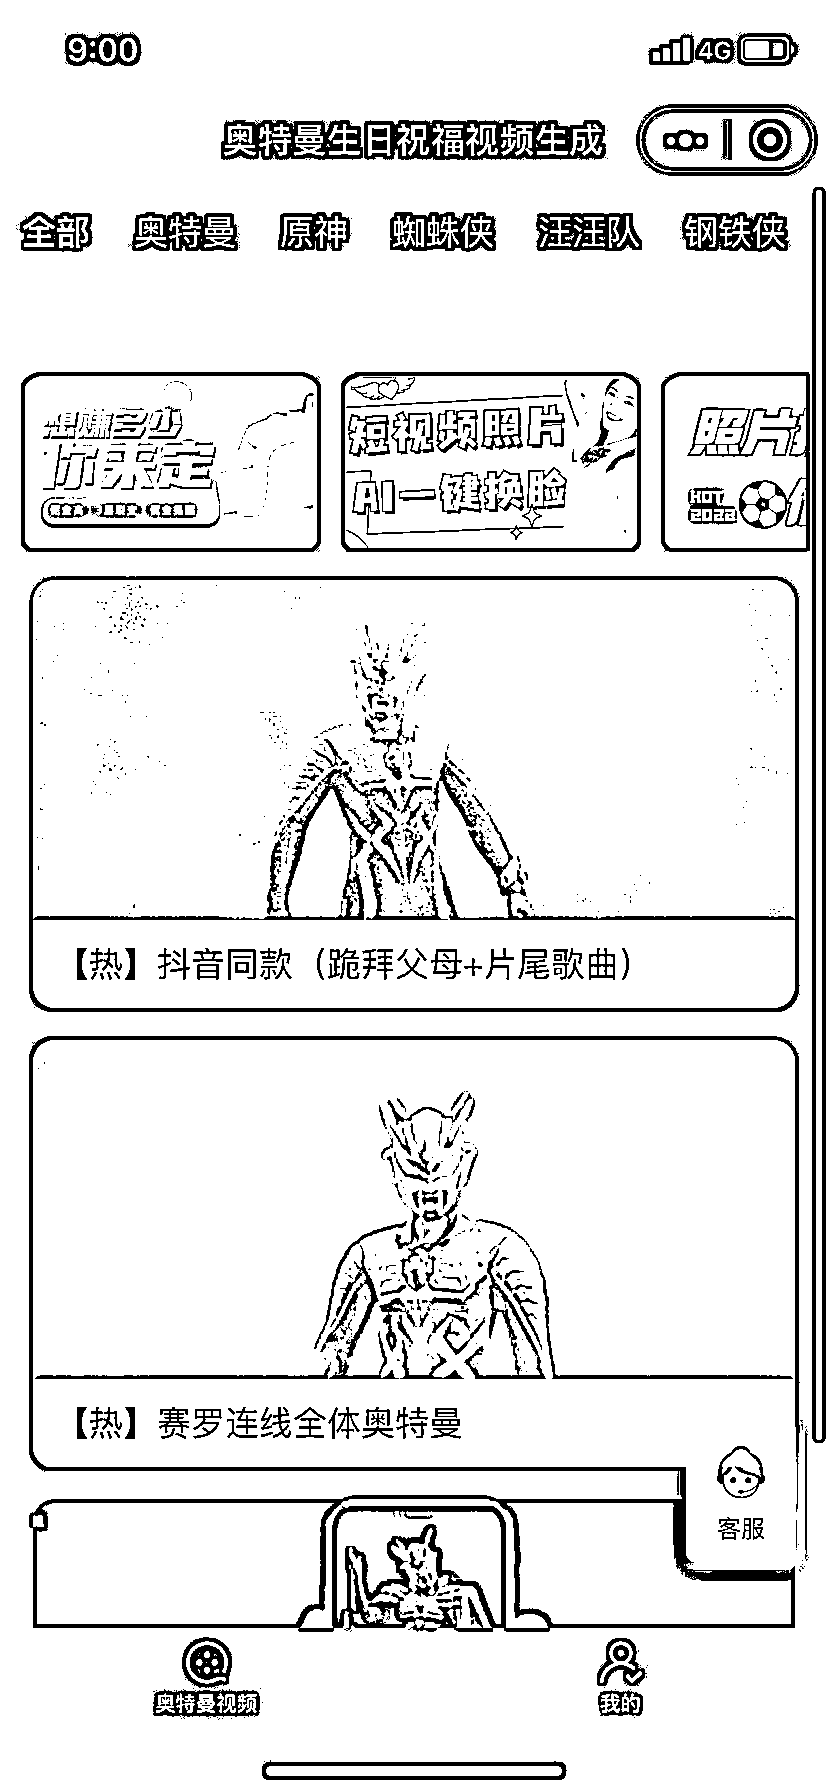 9:00
4G
奥特曼生日祝福视频生成
全部 奥特曼 原神 蜘蛛侠 汪汪队 钢铁侠
想赚多少
你来定
短视频照片
AI一键换脸
照片
HOT
2022
【热】抖音同款（跪拜父母+片尾歌曲）
【热】赛罗连线全体奥特曼
客服
奥特曼视频
我的